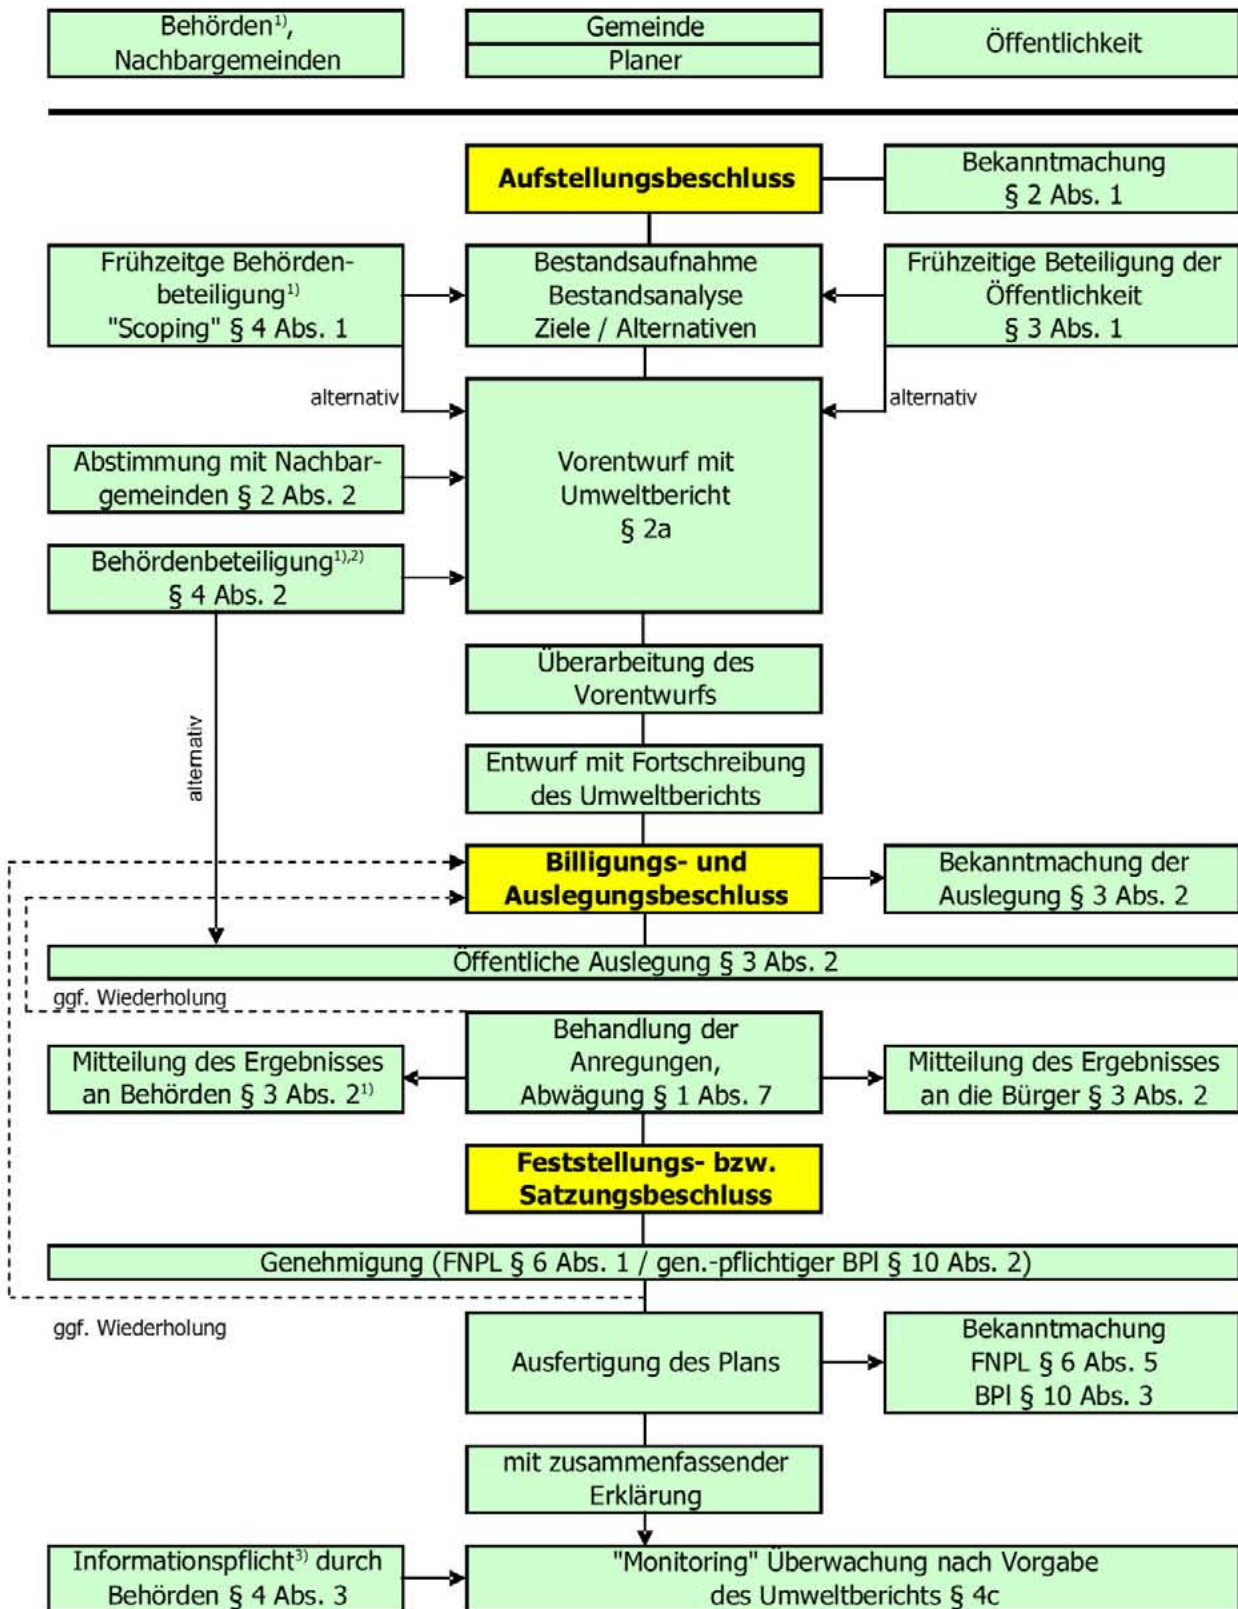 Behörden1),
Nachbargemeinden
Gemeinde
Planer
Öffentlichkeit
Aufstellungsbeschluss
Bekanntmachung
§ 2 Abs. 1
Frühzeitge Behörden-
beteiligung1)
"Scoping" § 4 Abs. 1
Bestandsaufnahme
Bestandsanalyse
Ziele / Alternativen
Frühzeitige Beteiligung der
Öffentlichkeit
§ 3 Abs. 1
alternativ
alternativ
Abstimmung mit Nachbar-
gemeinden § 2 Abs. 2
Vorentwurf mit
Umweltbericht
§ 2a
Behördenbeteiligung1),2)
§ 4 Abs. 2
alternativ
Überarbeitung des
Vorentwurfs
Entwurf mit Fortschreibung
des Umweltberichts
Billigungs- und
Auslegungsbeschluss
Bekanntmachung der
Auslegung § 3 Abs. 2
Öffentliche Auslegung § 3 Abs. 2
ggf. Wiederholung
Behandlung der
Anregungen,
Abwägung § 1 Abs. 7
Mitteilung des Ergebnisses
an Behörden § 3 Abs. 21)
Mitteilung des Ergebnisses
an die Bürger § 3 Abs. 2
Feststellungs- bzw.
Satzungsbeschluss
Genehmigung (FNPL § 6 Abs. 1 / gen.-pflichtiger BPl § 10 Abs. 2)
ggf. Wiederholung
Ausfertigung des Plans
Bekanntmachung
FNPL § 6 Abs. 5
BPl § 10 Abs. 3
mit zusammenfassender
Erklärung
Informationspflicht3) durch
Behörden § 4 Abs. 3
"Monitoring" Überwachung nach Vorgabe
des Umweltberichts § 4c